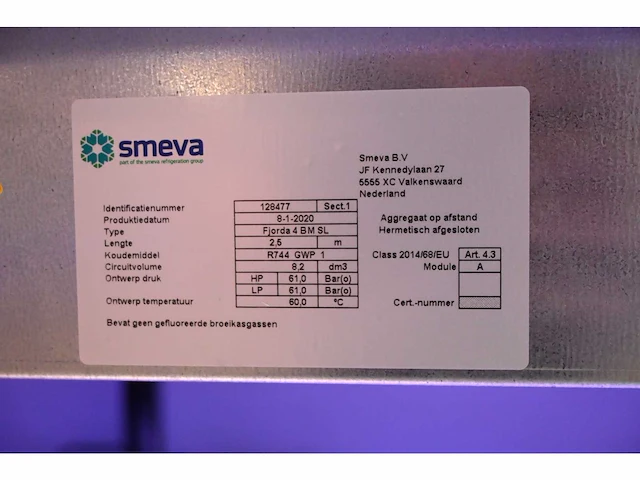 smeva
part of the smeva refrigeration group
Smeva B.V
JF Kennedylaan 27
5555 XC Valkenswaard
Nederland
Identificatienummer 128477 Sect.1
Produktiedatum 8-1-2020
Type Fjorda 4 BM SL
Lengte 2,5 m
Koudemiddel R744 GWP 1
Circuitvolume 8,2 dm3
Ontwerp druk HP 61,0 Bar(o)
LP 61,0 Bar(o)
Ontwerp temperatuur 60,0 °C
Aggregaat op afstand
Hermetisch afgesloten
Class 2014/68/EU Art. 4.3
Module A
Cert.-nummer
Bevat geen gefluoreerde broeikasgassen